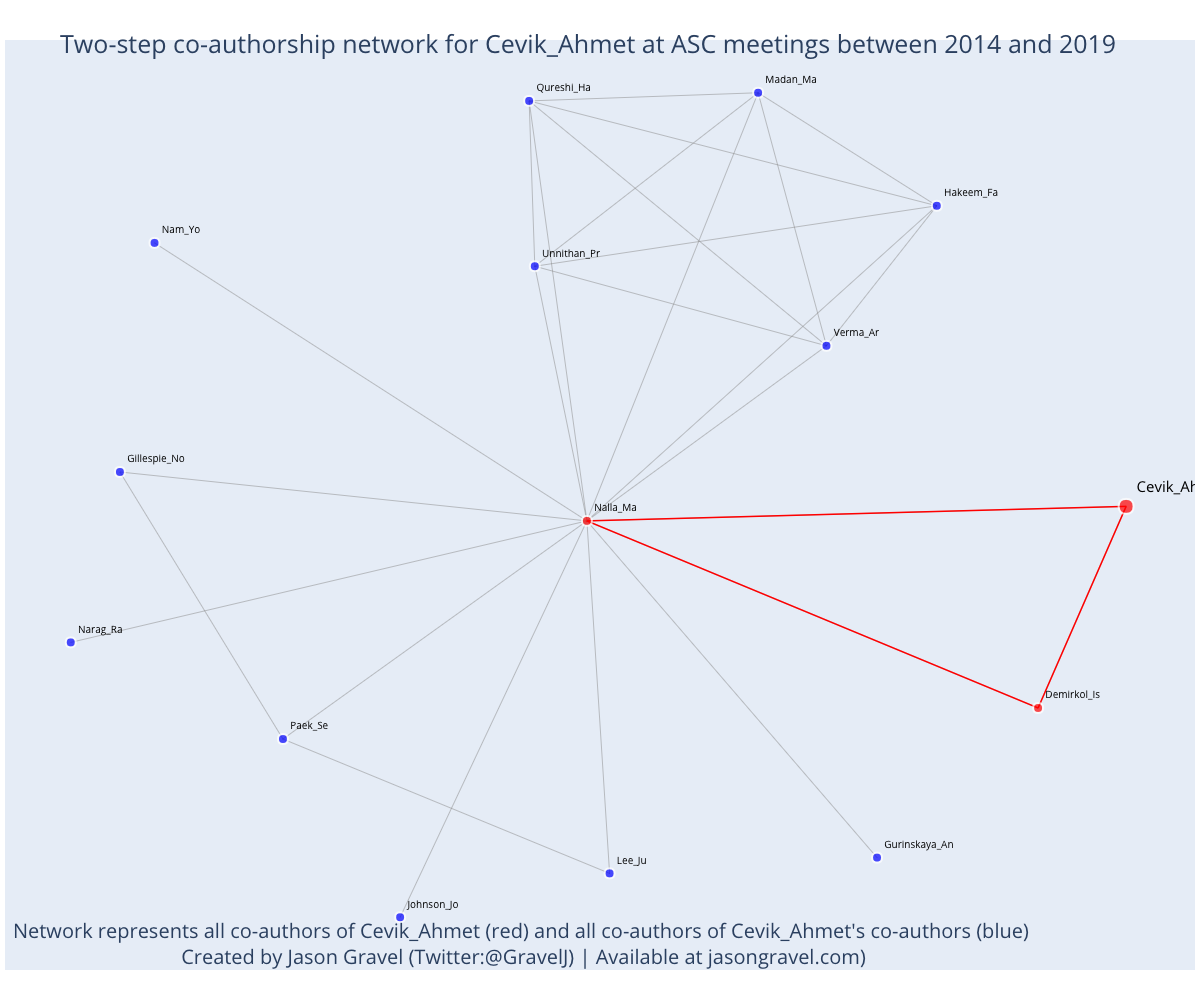 Two-step co-authorship network for Cevik_Ahmet at ASC meetings between 2014 and 2019
Madan_Ma
Qureshi_Ha
Hakeem_Fa
Nam_Yo
Unnithan_Pr
Verma_Ar
Gillespie_No
Cevik_Ah
Nalla_Ma
Narag_Ra
Demirkol_Is
Paek_Se
Gurinskaya_An
Lee_Ju
Johnson_Jo
Network represents all co-authors of Cevik_Ahmet (red) and all co-authors of Cevik_Ahmet's co-authors (blue)
Created by Jason Gravel (Twitter:@GravelJ) | Available at jasongravel.com)